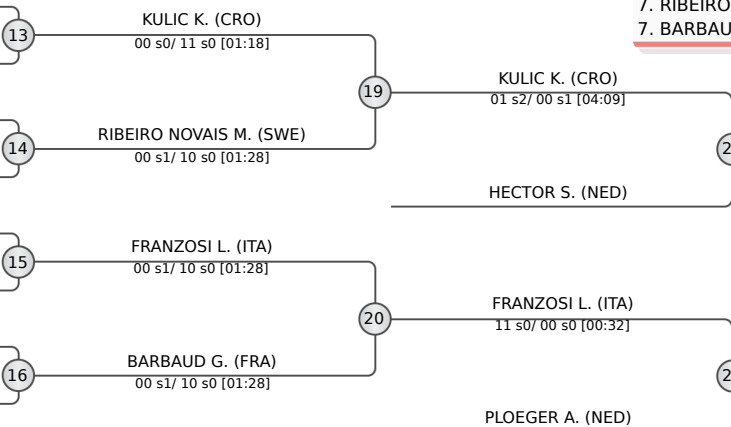 7. RIBEIRO
7. BARBAU
13
KULIC K. (CRO)
00 s0/ 11 s0 [01:18]
19
KULIC K. (CRO)
01 s2/ 00 s1 [04:09]
14
RIBEIRO NOVAIS M. (SWE)
00 s1/ 10 s0 [01:28]
2
HECTOR S. (NED)
15
FRANZOSI L. (ITA)
00 s1/ 10 s0 [01:28]
20
FRANZOSI L. (ITA)
11 s0/ 00 s0 [00:32]
16
BARBAUD G. (FRA)
00 s1/ 10 s0 [01:28]
2
PLOEGER A. (NED)